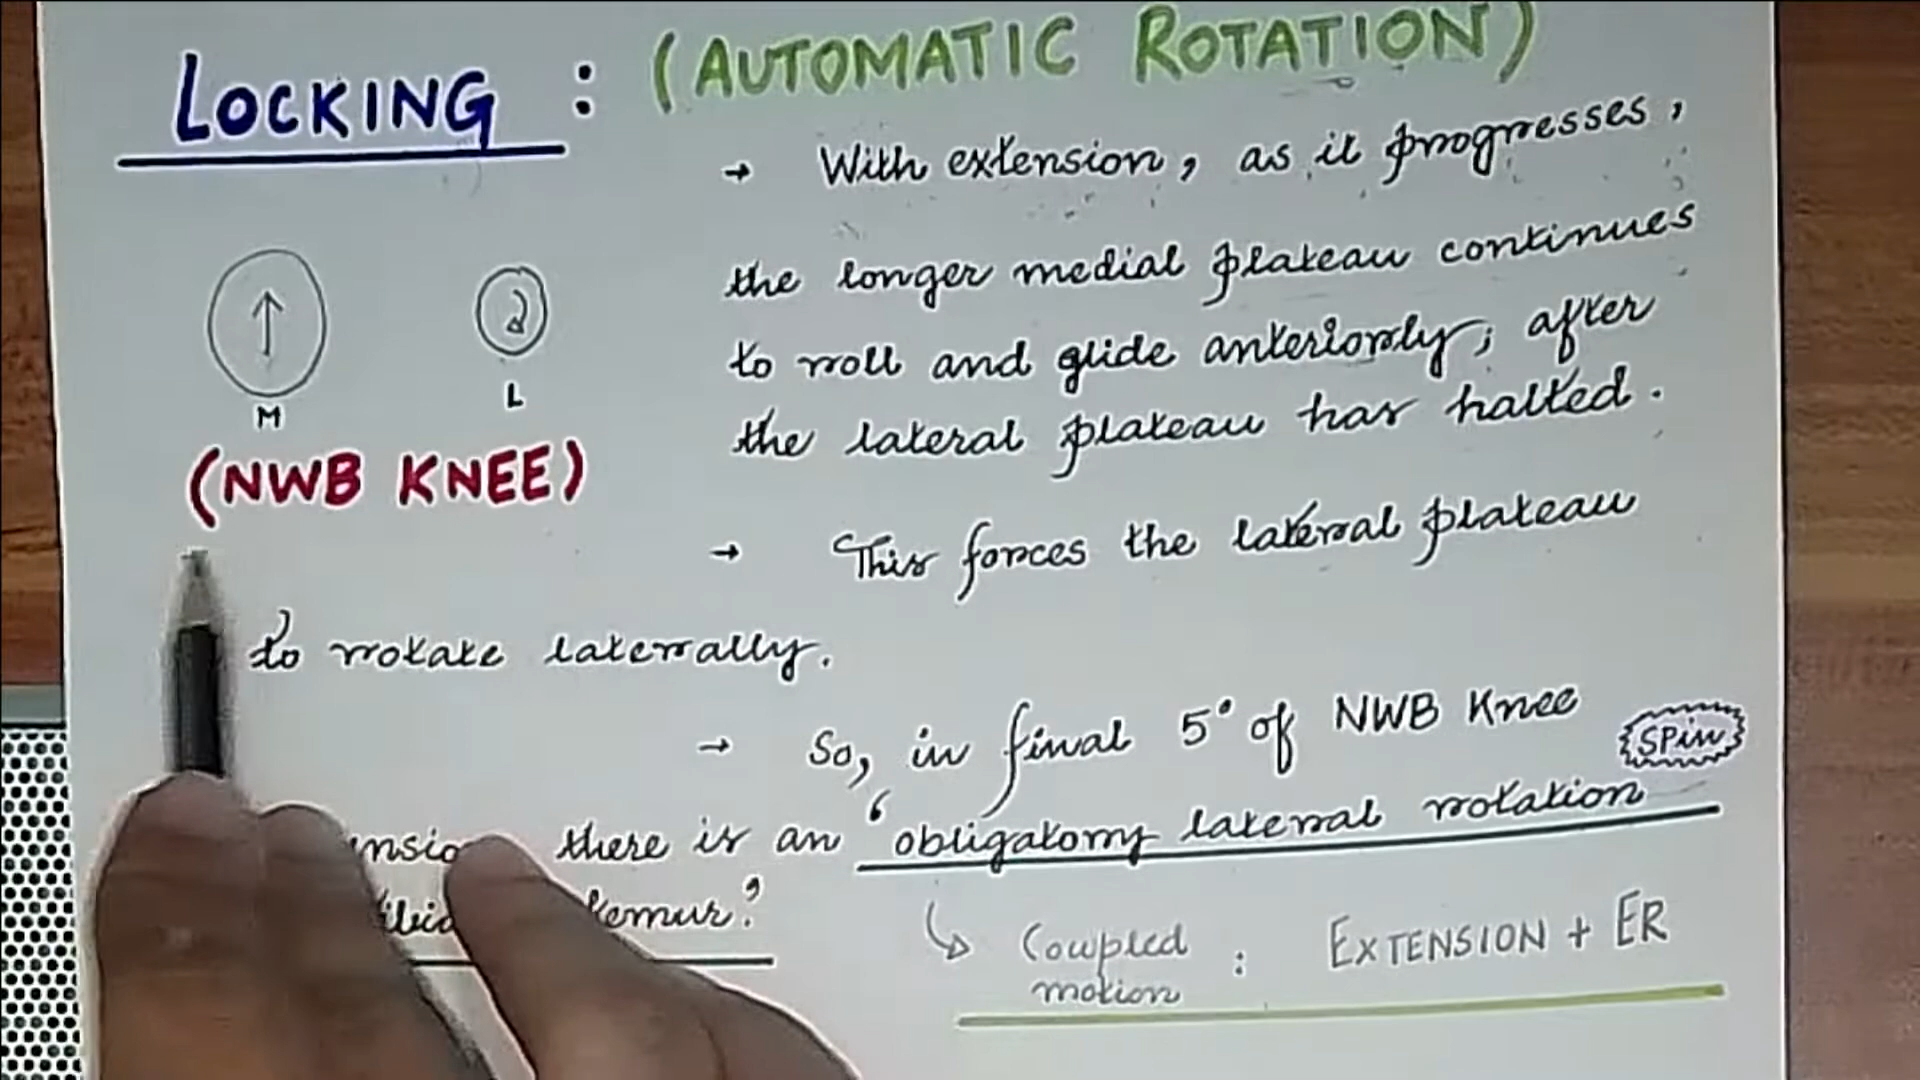 LOCKING : (AUTOMATIC ROTATION)
→ With extension, as it progresses,
the longer medial plateau continues
to roll and glide anteriorly; after
the lateral plateau has halted.
M
L
(NWB KNEE)
→ This forces the lateral plateau
to rotate laterally.
→ So, in final 5° of NWB Knee
SPIN
there is an 'obligatory lateral rotation
femur.'
↳ Coupled motion : EXTENSION + ER